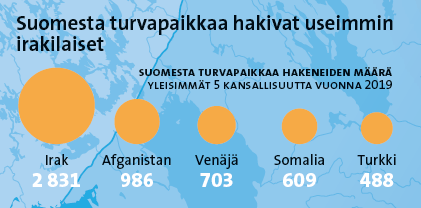 Suomesta turvapaikkaa hakivat useimmin
irakilaiset
SUOMESTA TURVAPAIKKAA HAKENEIDEN MÄÄRÄ
YLEISIMMÄT 5 KANSALLISUUTTA VUONNA 2019
Irak Afganistan Venäjä Somalia Turkki
2 831 986 703 609 488